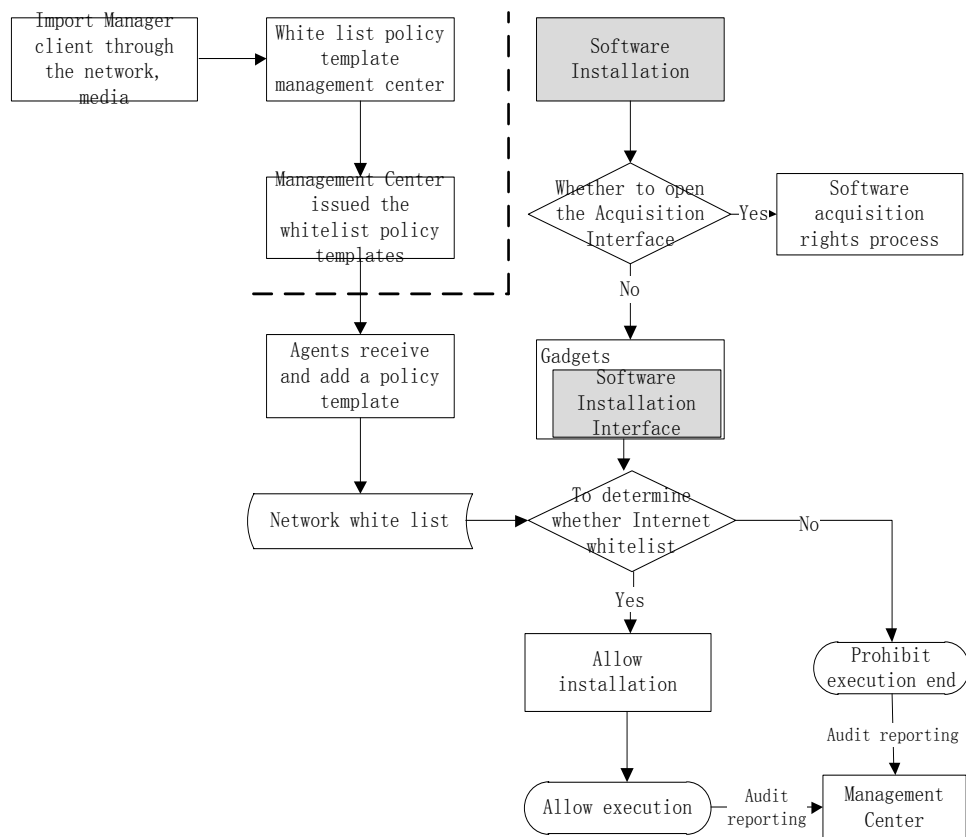 Import Manager
client through
the network,
media
White list policy
template
management center
Software
Installation
Management Center
issued the
whitelist policy
templates
Whether to open
the Acquisition
Interface
Yes
Software
acquisition
rights process
No
Agents receive
and add a policy
template
Gadgets
Software
Installation
Interface
Network white list
To determine
whether Internet
whitelist
No
Yes
Allow
installation
Prohibit
execution end
Audit reporting
Allow execution
Audit
reporting
Management
Center